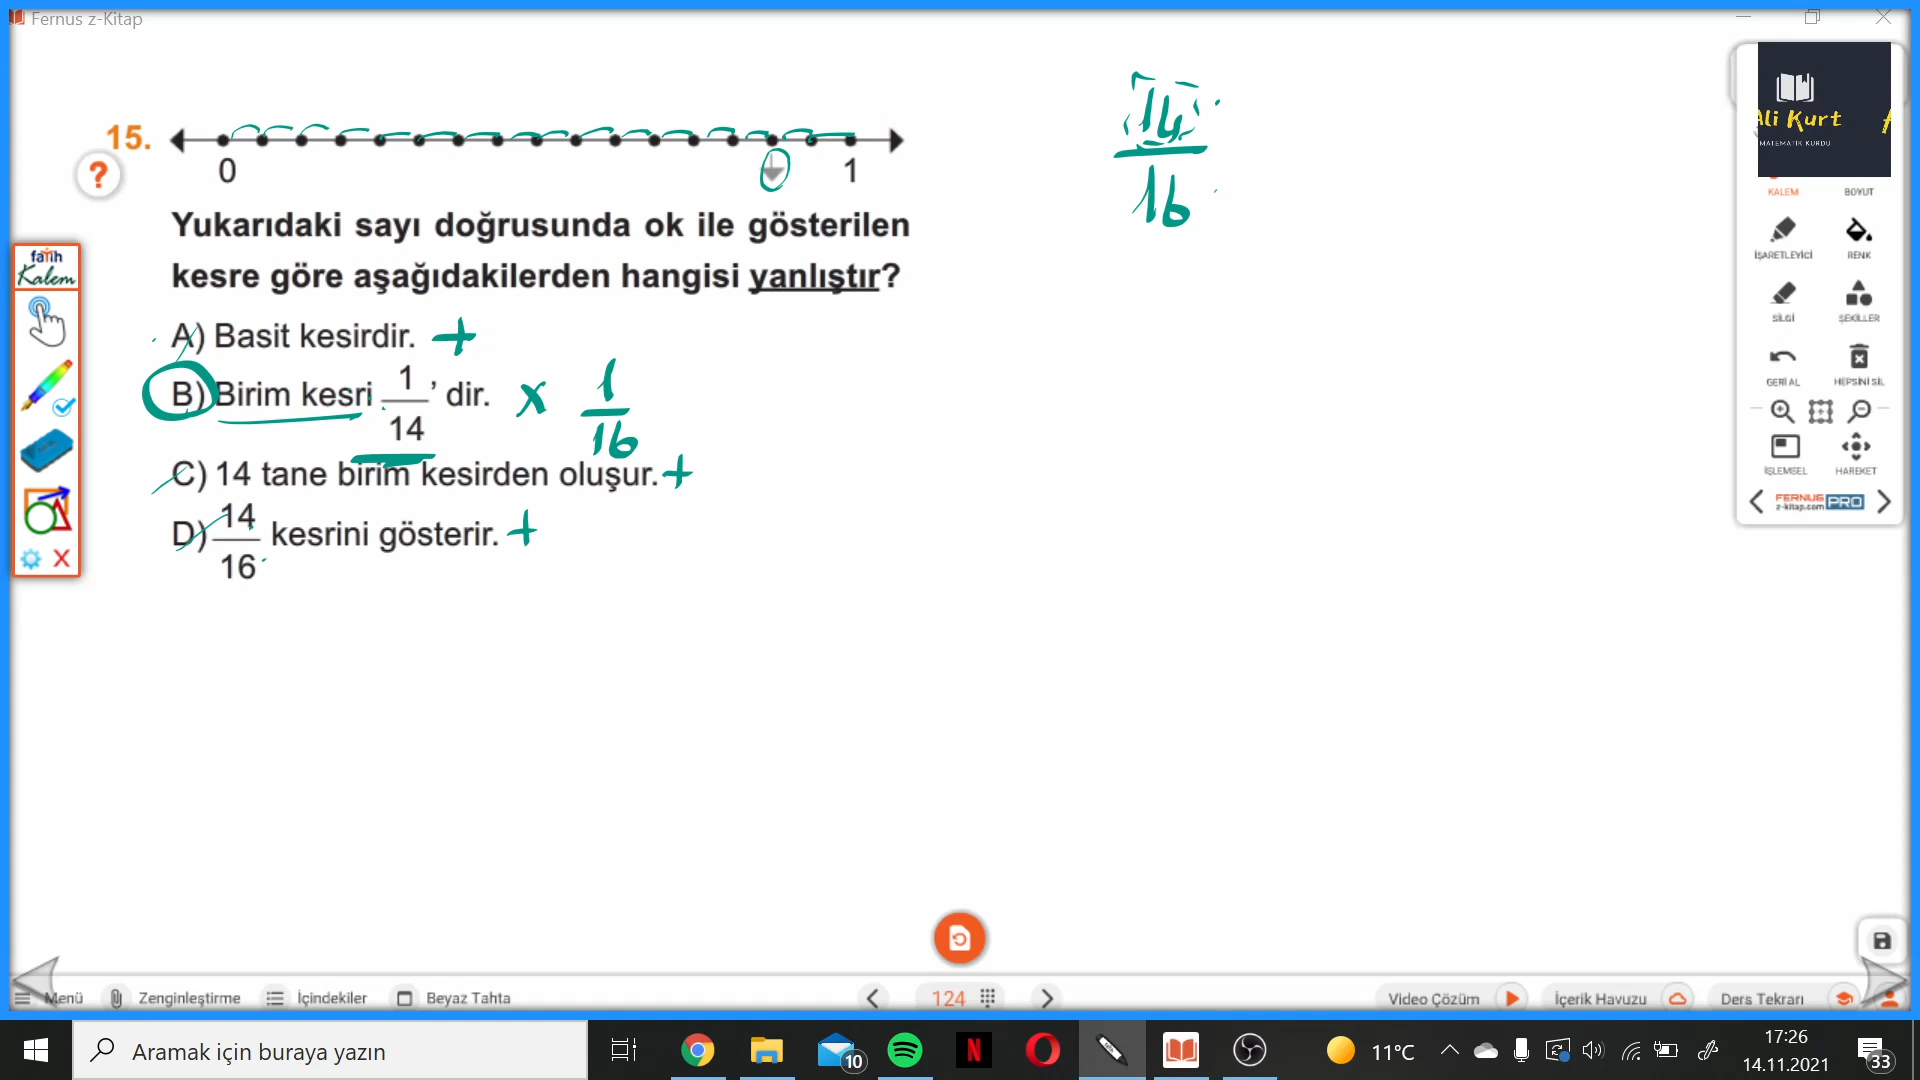 Fernus z-Kitap
14
16
Ali Kurt
MATEMATİK KURDU
15.
0
1
?
Yukarıdaki sayı doğrusunda ok ile gösterilen
kesre göre aşağıdakilerden hangisi yanlıştır?
A) Basit kesirdir. +
B) Birim kesri 1/14 ' dir. x 1/16
C) 14 tane birim kesirden oluşur. +
D) 14/16 kesrini gösterir. +
fatih
Kalem
KALEM
BOYUT
İŞARETLEYİCİ
RENK
SİLGİ
ŞEKİLLER
GERİ AL
HEPSİNİ SİL
İŞLEMSEL
HAREKET
FERNUS PRO
z-kitap.com
Menü
Zenginleştirme
İçindekiler
Beyaz Tahta
124
Video Çözüm
İçerik Havuzu
Ders Tekrarı
Aramak için buraya yazın
10
11°C
17:26
14.11.2021
33